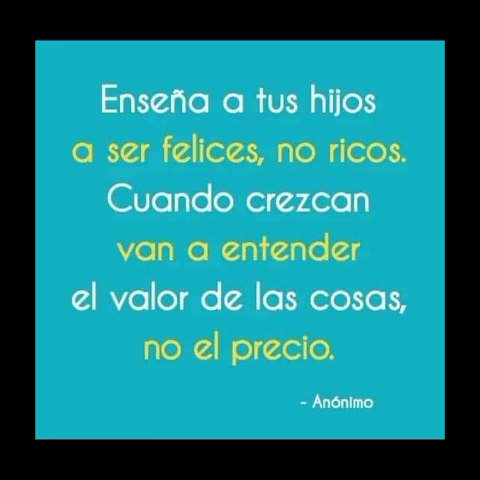 Enseña a tus hijos
a ser felices, no ricos.
Cuando crezcan
van a entender
el valor de las cosas,
no el precio.
- Anónimo